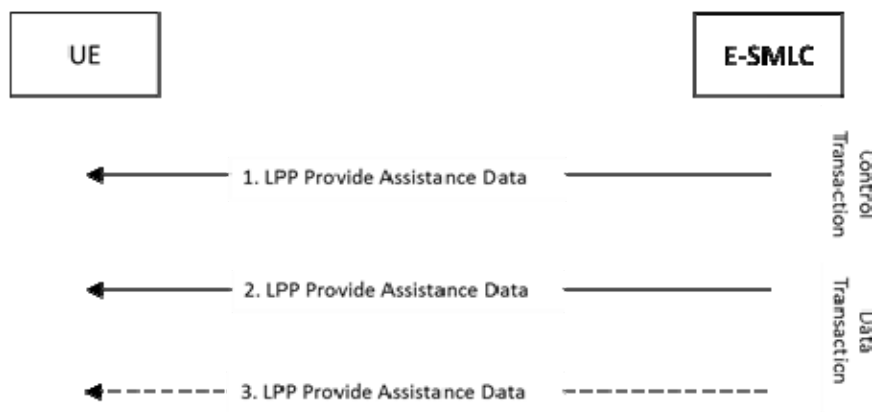 UE
E-SMLC
Control
Transaction
1. LPP Provide Assistance Data
2. LPP Provide Assistance Data
Data
Transaction
3. LPP Provide Assistance Data